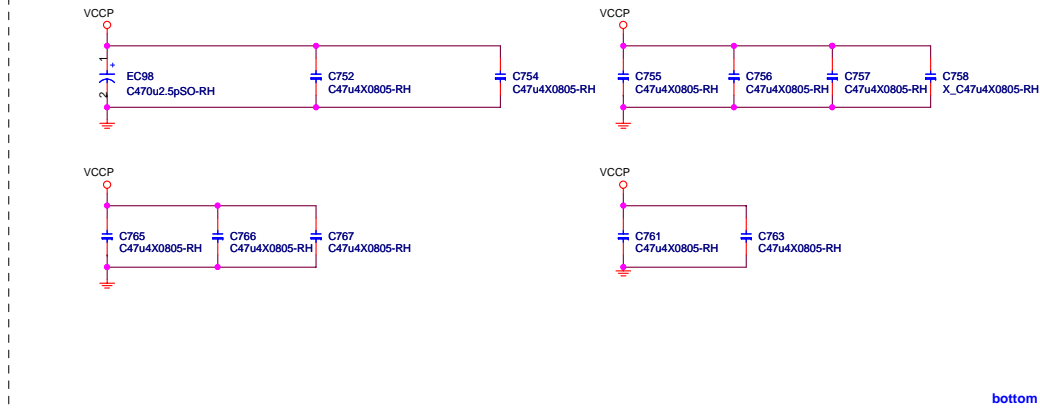 VCCP
1
+
EC98
C470u2.5pSO-RH
2
C752
C47u4X0805-RH
C754
C47u4X0805-RH
VCCP
C755
C47u4X0805-RH
C756
C47u4X0805-RH
C757
C47u4X0805-RH
C758
X_C47u4X0805-RH
VCCP
C765
C47u4X0805-RH
C766
C47u4X0805-RH
C767
C47u4X0805-RH
VCCP
C761
C47u4X0805-RH
C763
C47u4X0805-RH
bottom